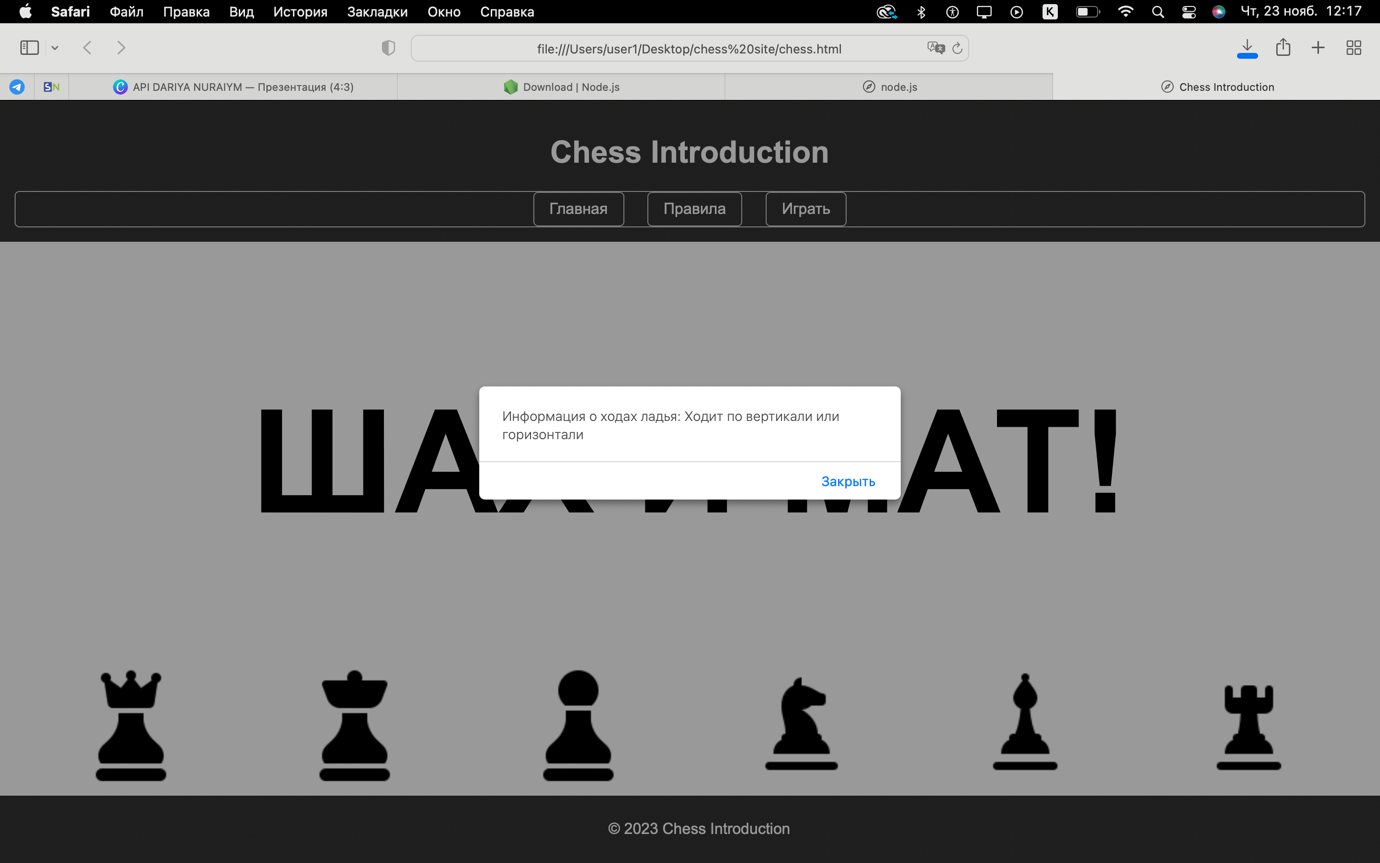 Safari Файл Правка Вид История Закладки Окно Справка K Чт, 23 нояб. 12:17
file:///Users/user1/Desktop/chess%20site/chess.html
SN API DARIYA NURAIYM — Презентация (4:3) Download | Node.js node.js Chess Introduction
Chess Introduction
Главная Правила Играть
Информация о ходах ладья: Ходит по вертикали или
горизонтали
Закрыть
МАТ!
© 2023 Chess Introduction